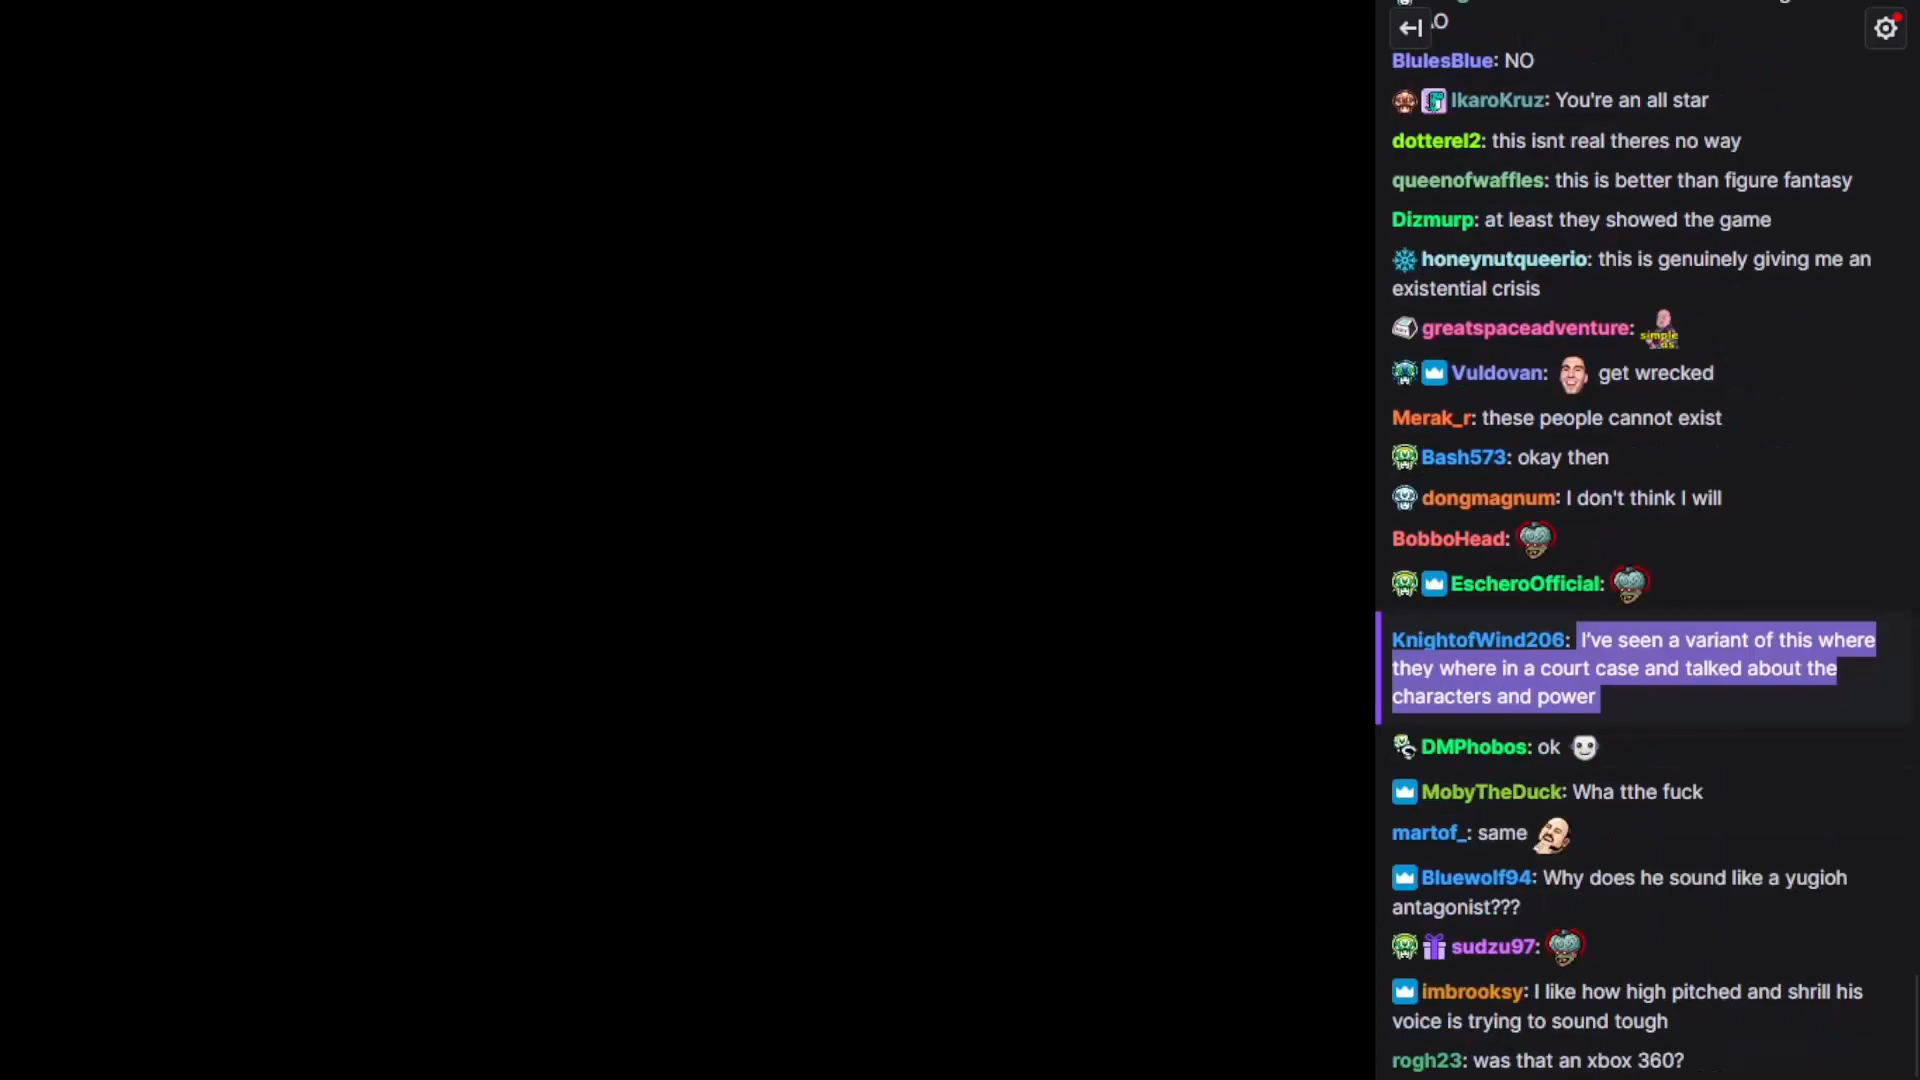 AO
BlulesBlue: NO
IkaroKruz: You're an all star
dotterel2: this isnt real theres no way
queenofwaffles: this is better than figure fantasy
Dizmurp: at least they showed the game
honeynutqueerio: this is genuinely giving me an
existential crisis
greatspaceadventure: simple as
Vuldovan: get wrecked
Merak_r: these people cannot exist
Bash573: okay then
dongmagnum: I don't think I will
BobboHead:
EscheroOfficial:
KnightofWind206: I’ve seen a variant of this where
they where in a court case and talked about the
characters and power
DMPhobos: ok
MobyTheDuck: Wha tthe fuck
martof_: same
Bluewolf94: Why does he sound like a yugioh
antagonist???
sudzu97:
imbrooksy: I like how high pitched and shrill his
voice is trying to sound tough
rogh23: was that an xbox 360?